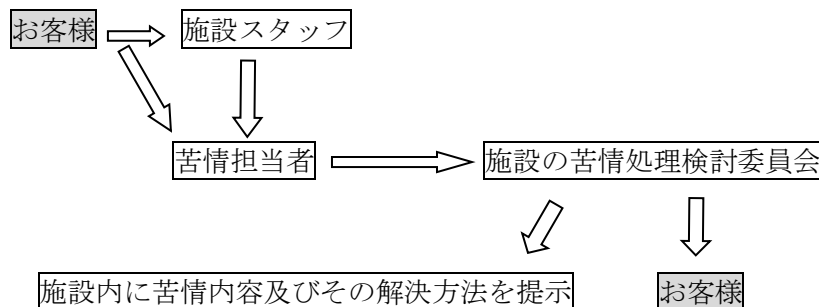 お客様
施設スタッフ
苦情担当者
施設の苦情処理検討委員会
施設内に苦情内容及びその解決方法を提示
お客様